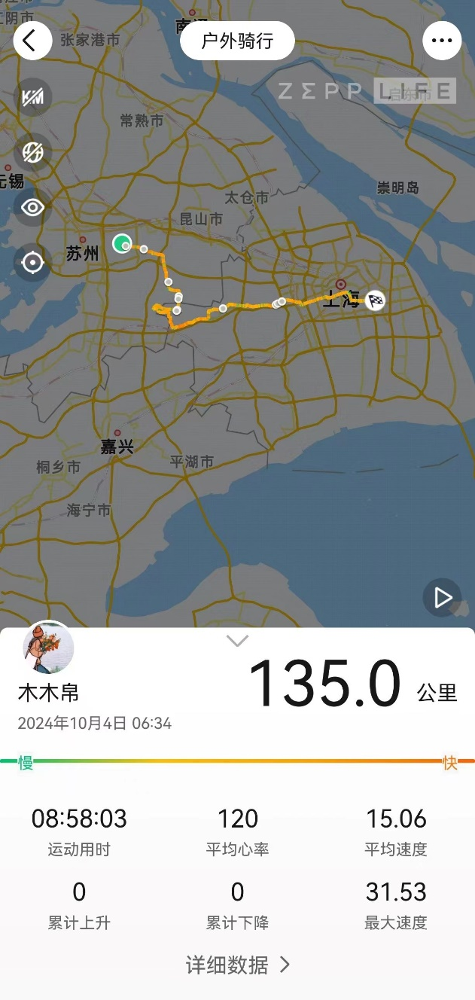 江阴市
南通
张家港市
户外骑行
ZEPP LIFE
启东市
常熟市
无锡
崇明岛
太仓市
昆山市
苏州
上海
嘉兴
桐乡市
平湖市
海宁市
木木帛
135.0 公里
2024年10月4日 06:34
慢
快
08:58:03
120
15.06
运动用时
平均心率
平均速度
0
0
31.53
累计上升
累计下降
最大速度
详细数据